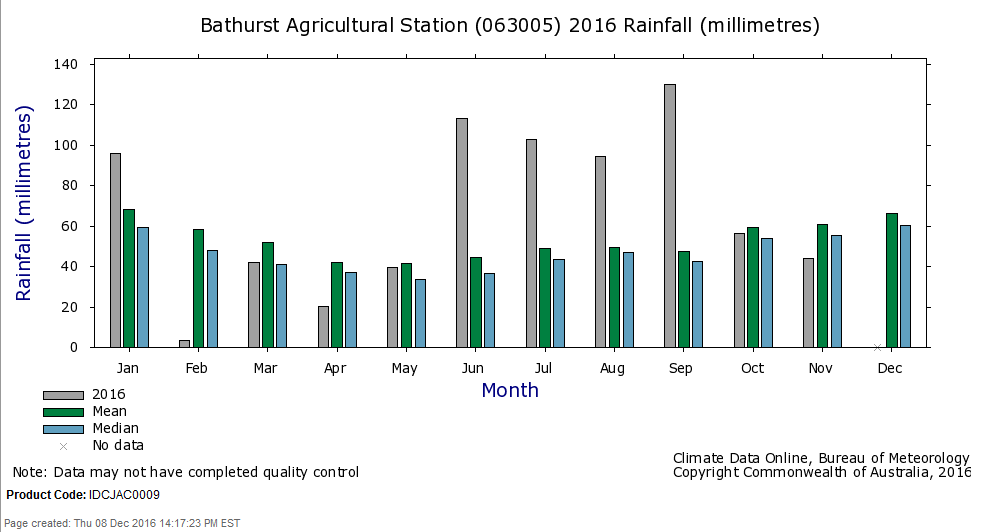 Bathurst Agricultural Station (063005) 2016 Rainfall (millimetres)
Rainfall (millimetres)
140
120
100
80
60
40
20
0
Jan Feb Mar Apr May Jun Jul Aug Sep Oct Nov Dec
Month
2016
Mean
Median
No data
Climate Data Online, Bureau of Meteorology
Copyright Commonwealth of Australia, 2016
Note: Data may not have completed quality control
Product Code: IDCJAC0009
Page created: Thu 08 Dec 2016 14:17:23 PM EST